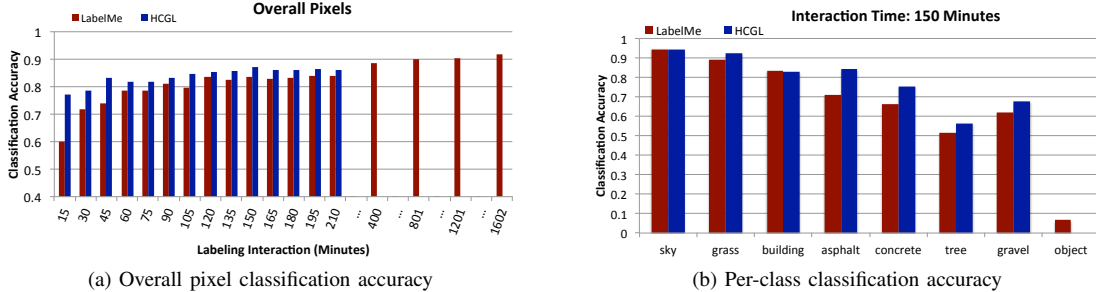 Overall Pixels
LabelMe HCGL
Classification Accuracy
1
0.9
0.8
0.7
0.6
0.5
0.4
15 30 45 60 75 90 105 120 135 150 165 180 195 210 ... 400 ... 801 ... 1201 ... 1602
Labeling Interaction (Minutes)
(a) Overall pixel classification accuracy
Interaction Time: 150 Minutes
LabelMe HCGL
Classification Accuracy
1
0.9
0.8
0.7
0.6
0.5
0.4
0.3
0.2
0.1
0
sky grass building asphalt concrete tree gravel object
(b) Per-class classification accuracy